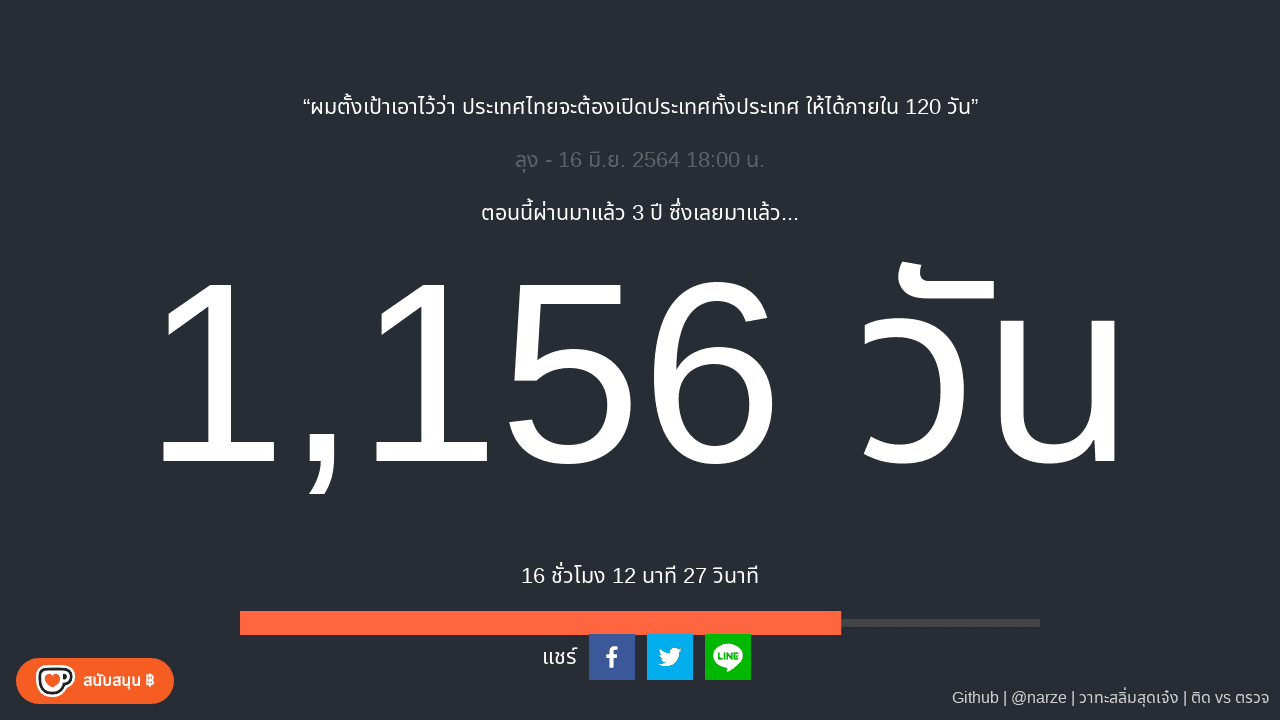 “ผมตั้งเป้าเอาไว้ว่า ประเทศไทยจะต้องเปิดประเทศทั้งประเทศ ให้ได้ภายใน 120 วัน”
ลุง - 16 มิ.ย. 2564 18:00 น.
ตอนนี้ผ่านมาแล้ว 3 ปี ซึ่งเลยมาแล้ว...
1,156 วัน
16 ชั่วโมง 12 นาที 27 วินาที
แชร์
LINE
สนับสนุน ฿
Github | @narze | วาทะสลิ่มสุดเจ๋ง | ติด vs ตรวจ